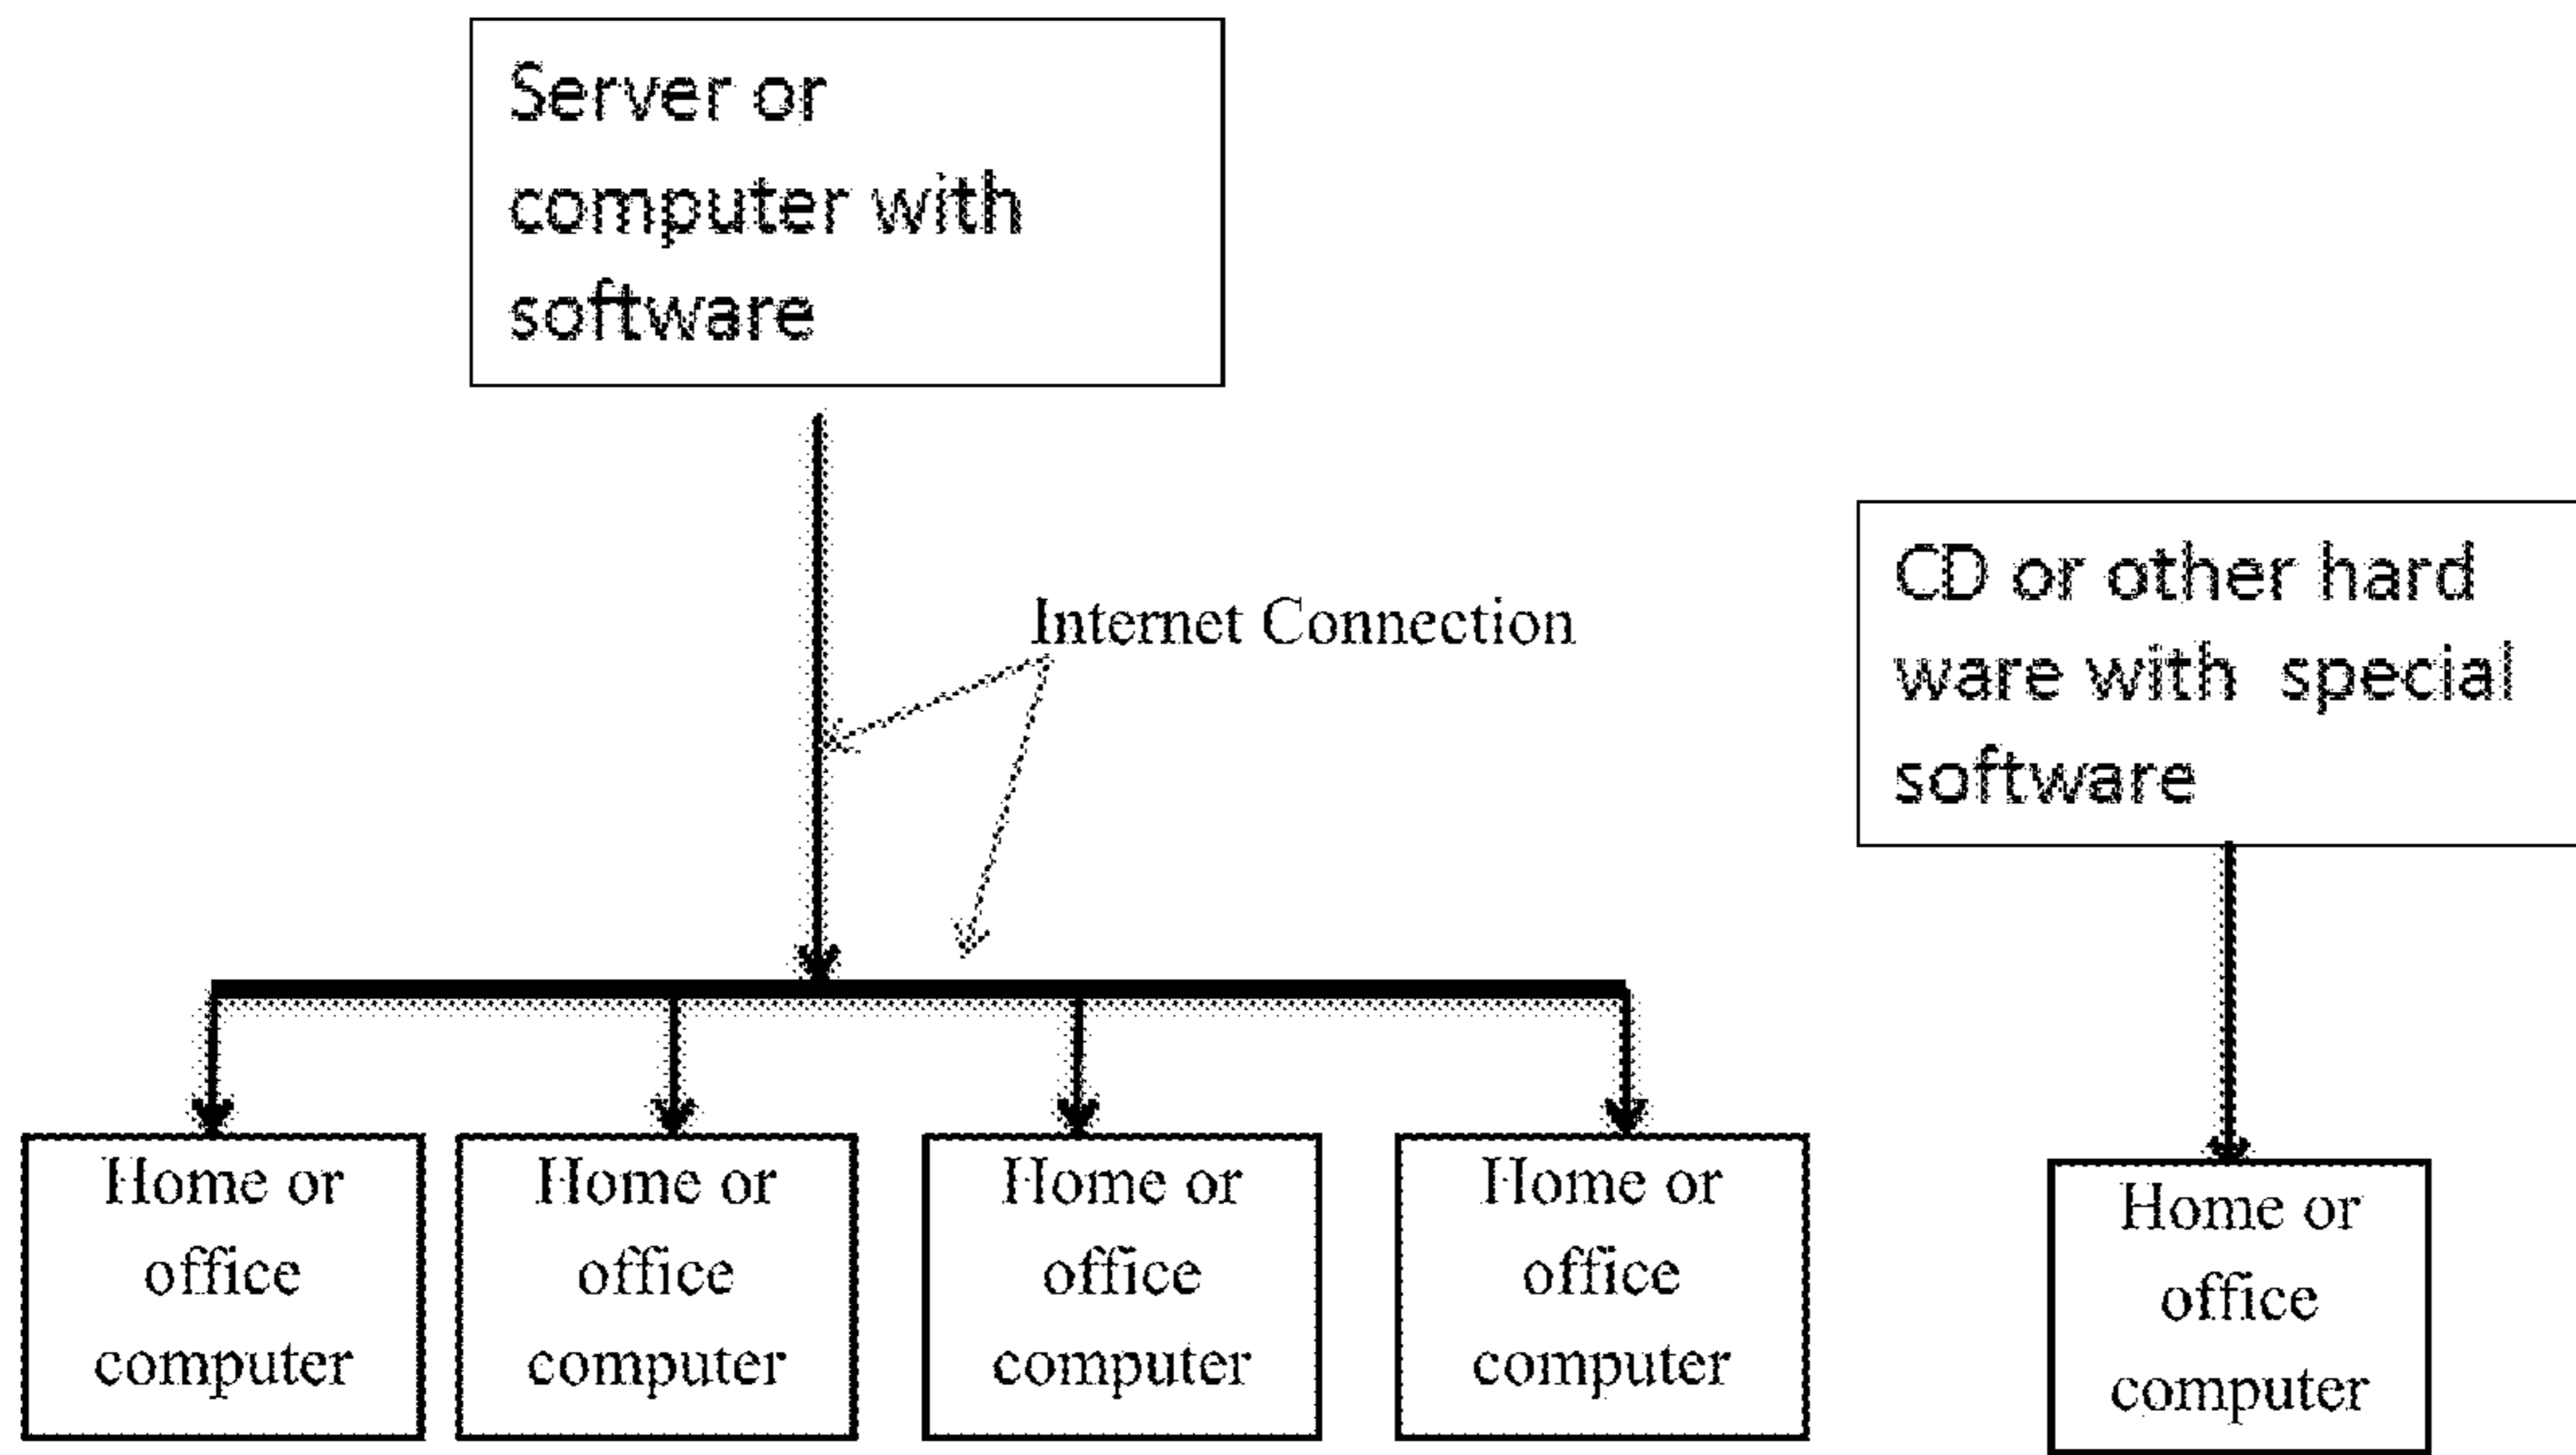 Server or
computer with
software
Internet Connection
CD or other hard
ware with special
software
Home or
office
computer
Home or
office
computer
Home or
office
computer
Home or
office
computer
Home or
office
computer